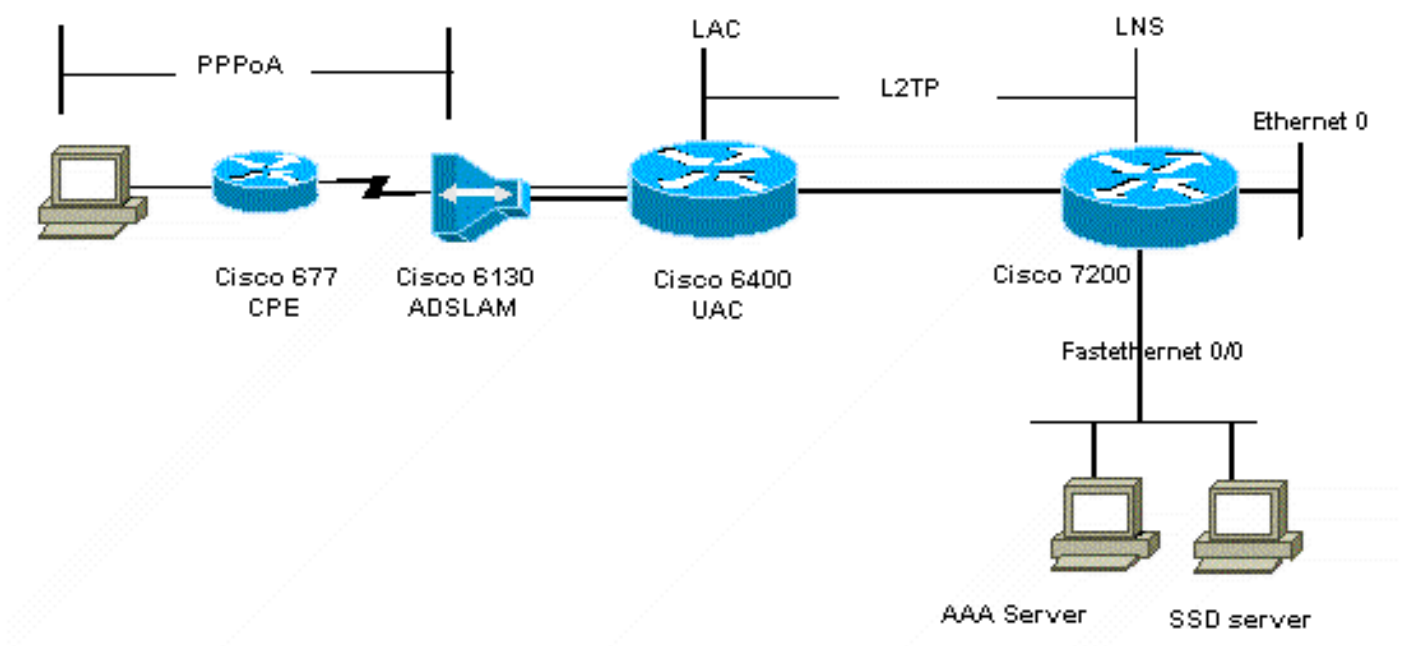 LAC
LNS
PPPoA
L2TP
Ethernet 0
Cisco 677
CPE
Cisco 6130
ADSLAM
Cisco 6400
UAC
Cisco 7200
Fastethernet 0/0
AAA Server
SSD server